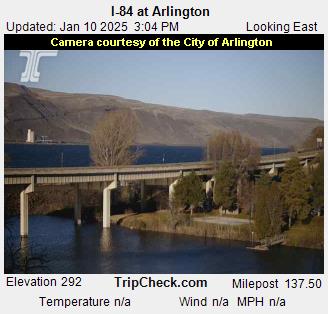 I-84 at Arlington
Updated: Jan 10 2025 3:04 PM Looking East
Camera courtesy of the City of Arlington
Elevation 292 TripCheck.com Milepost 137.50
Temperature n/a Wind n/a MPH n/a